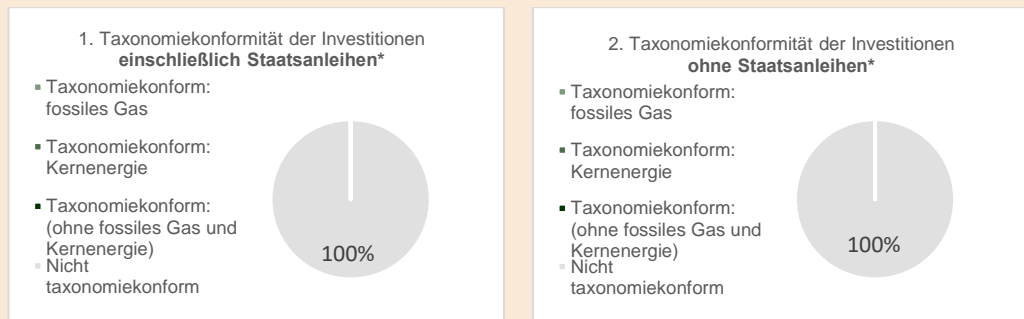 1. Taxonomiekonformität der Investitionen
einschließlich Staatsanleihen*
Taxonomiekonform:
fossiles Gas
Taxonomiekonform:
Kernenergie
Taxonomiekonform:
(ohne fossiles Gas und
Kernenergie)
Nicht
taxonomiekonform
100%
2. Taxonomiekonformität der Investitionen
ohne Staatsanleihen*
Taxonomiekonform:
fossiles Gas
Taxonomiekonform:
Kernenergie
Taxonomiekonform:
(ohne fossiles Gas und
Kernenergie)
Nicht
taxonomiekonform
100%